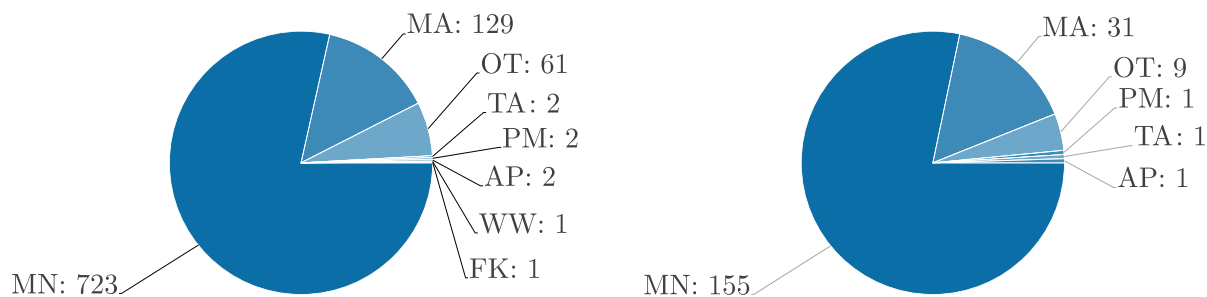 MA: 129
OT: 61
TA: 2
PM: 2
AP: 2
WW: 1
FK: 1
MN: 723
MA: 31
OT: 9
PM: 1
TA: 1
AP: 1
MN: 155